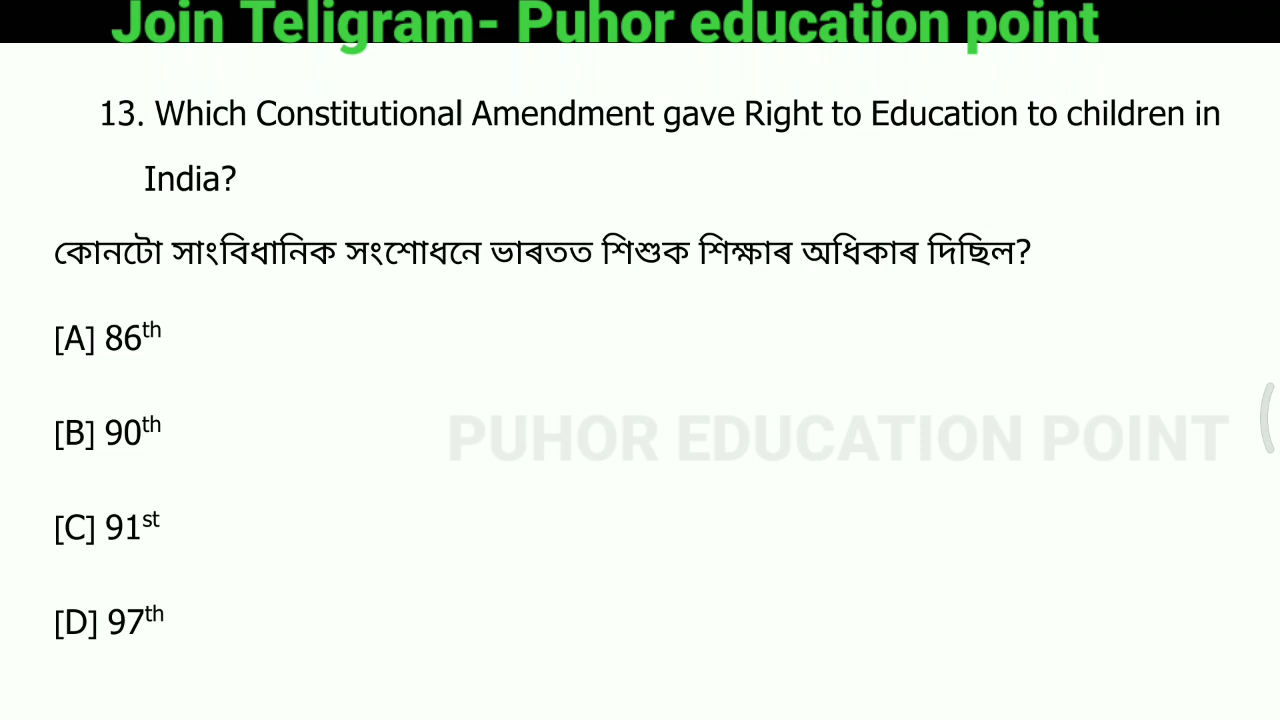 Join Teligram- Puhor education point
13. Which Constitutional Amendment gave Right to Education to children in
India?
কোনটো সাংবিধানিক সংশোধনে ভাৰতত শিশুক শিক্ষাৰ অধিকাৰ দিছিল?
[A] 86th
[B] 90th
PUHOR EDUCATION POINT
[C] 91st
[D] 97th